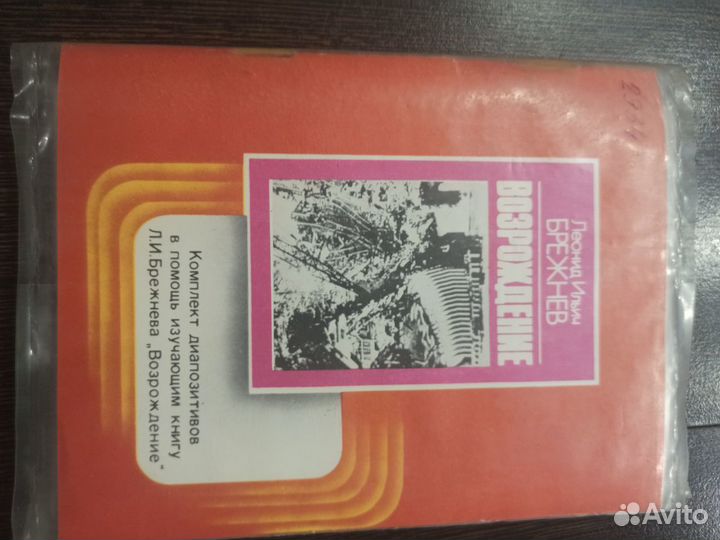 Леонид Ильич
БРЕЖНЕВ
ВОЗРОЖДЕНИЕ
Комплект диапозитивов
в помощь изучающим книгу
Л.И.Брежнева „Возрождение“
Avito